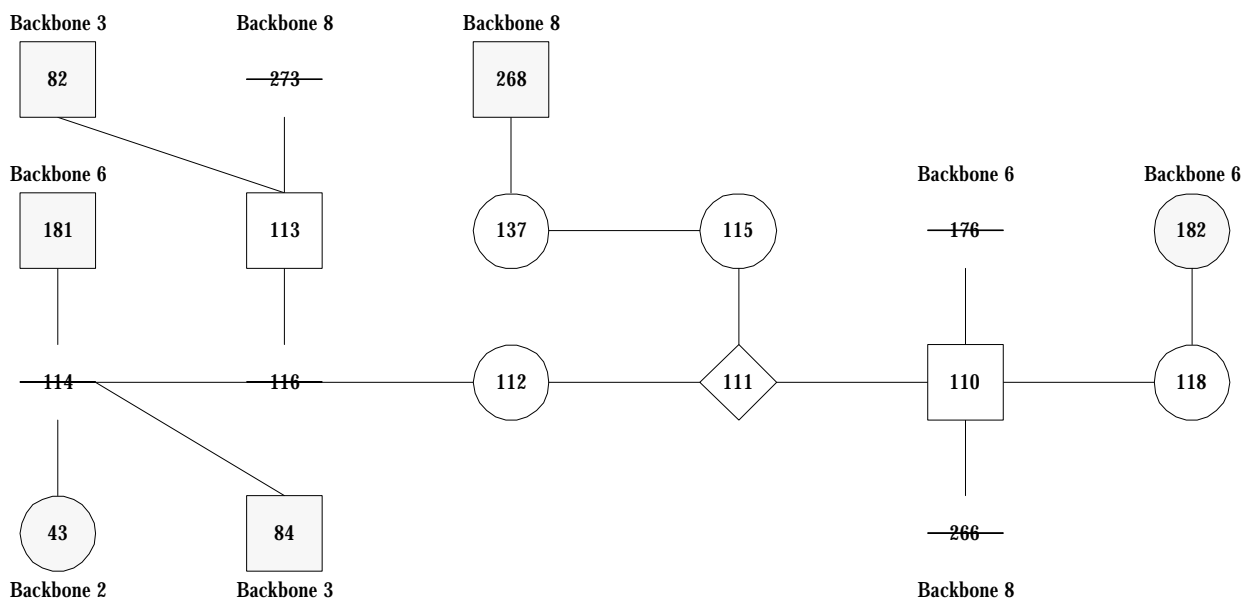 Backbone 3 Backbone 8 Backbone 8
82 273 268
Backbone 6 Backbone 6 Backbone 6
181 113 137 115 176 182
114 116 112 111 110 118
43 84 266
Backbone 2 Backbone 3 Backbone 8